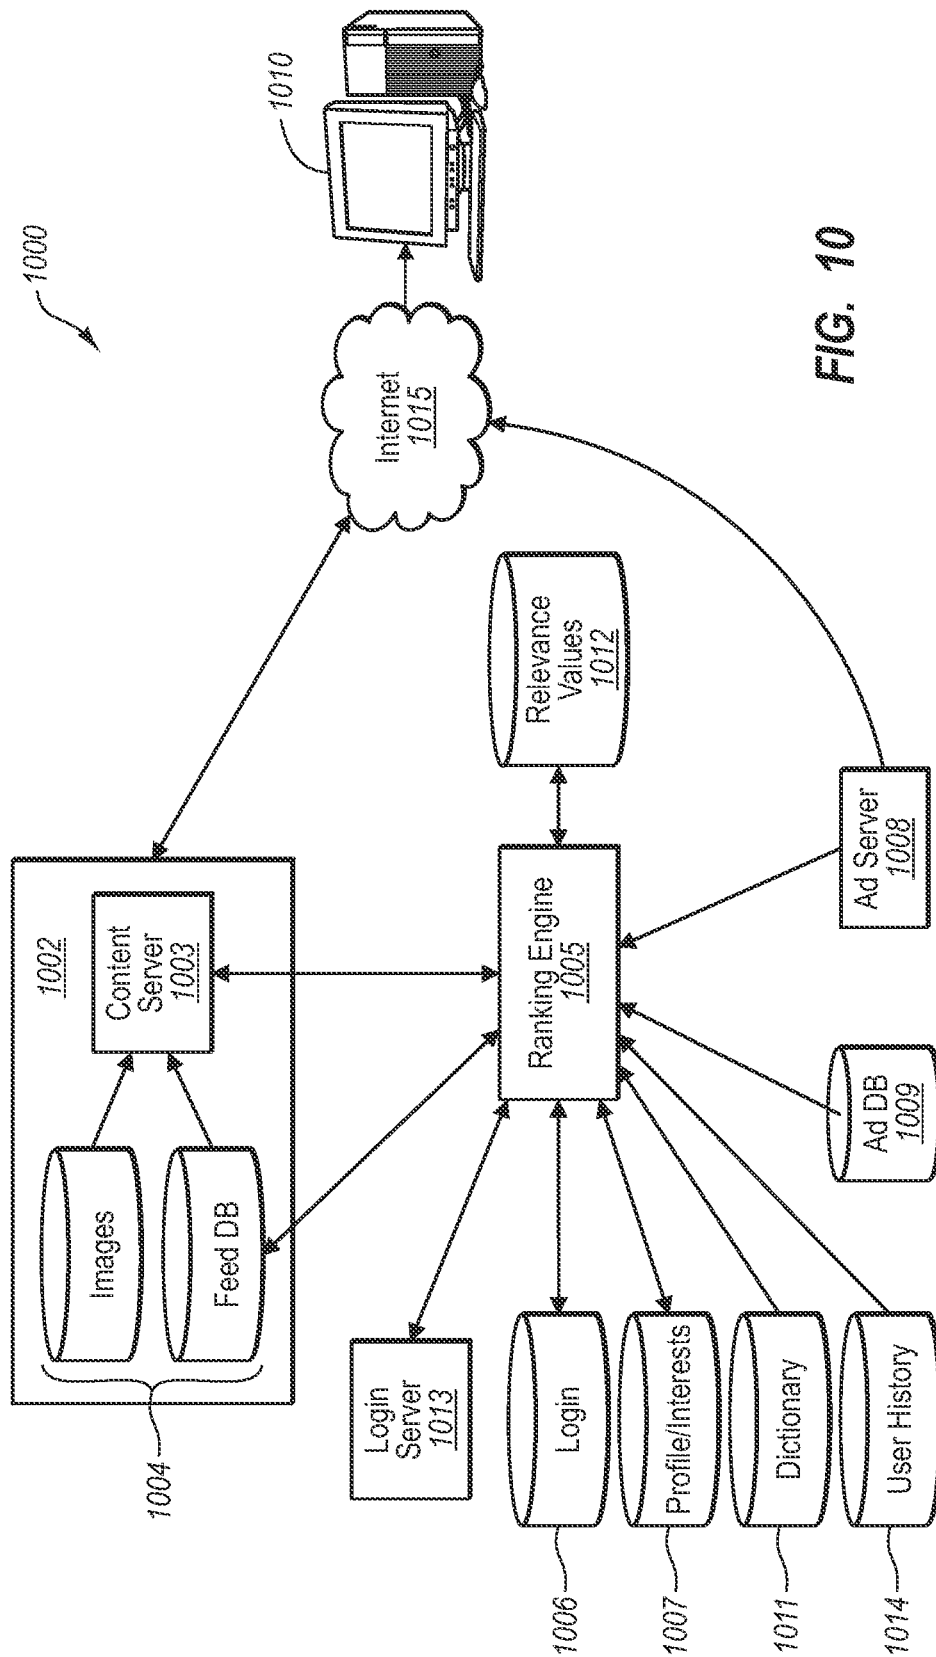 1000
1002
Content
Server
1003
Images
Feed DB
1004
Internet
1015
1010
Login
Server
1013
Ranking Engine
1005
Relevance
Values
1012
Login
1006
Profile/Interests
1007
Dictionary
1011
User History
1014
Ad DB
1009
Ad Server
1008
FIG. 10